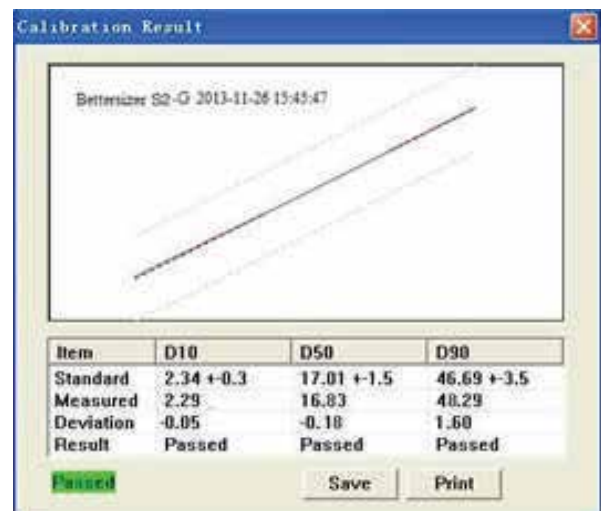 Calibration Result
Bettersizer S2-G 2013-11-26 15:45:47
Item D10 D50 D90
Standard 2.34 +-0.3 17.01 +-1.5 46.69 +-3.5
Measured 2.29 16.83 48.29
Deviation -0.05 -0.18 1.60
Result Passed Passed Passed
Passed Save Print